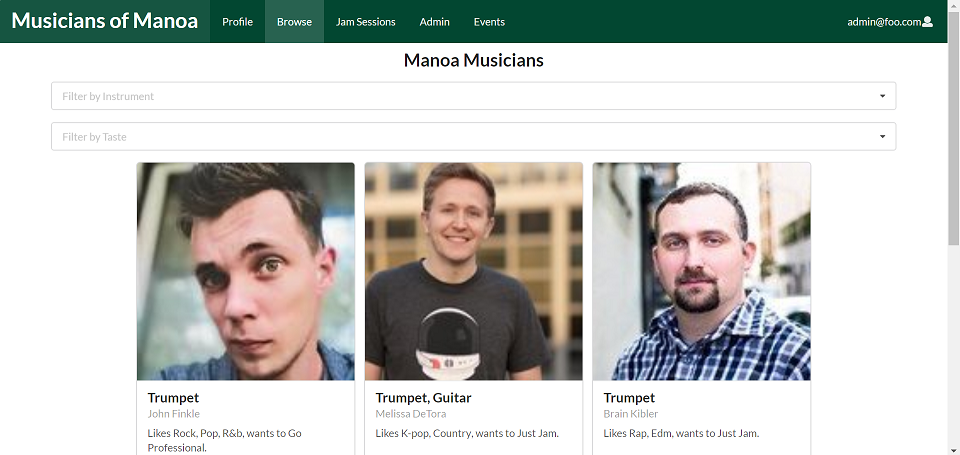 Musicians of Manoa Profile Browse Jam Sessions Admin Events admin@foo.com
Manoa Musicians
Filter by Instrument
Filter by Taste
Trumpet
John Finkle
Likes Rock, Pop, R&b, wants to Go
Professional.
Trumpet, Guitar
Melissa DeTora
Likes K-pop, Country, wants to Just Jam.
Trumpet
Brain Kibler
Likes Rap, Edm, wants to Just Jam.